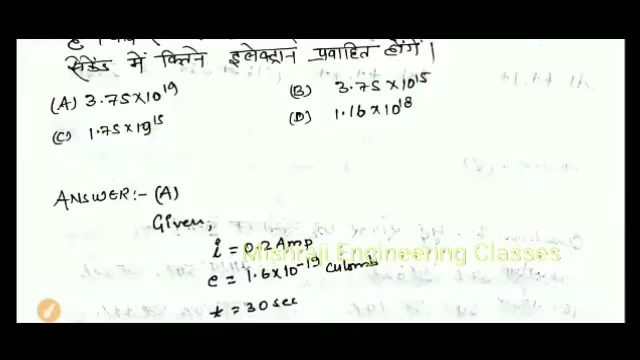 सेकेंड में कितने इलेक्ट्रान प्रवाहित होंगें।
(A) 3.75×10¹⁹
(B) 3.75×10¹⁵
(C) 1.75×10¹⁵
(D) 1.16×10¹⁸
ANSWER:- (A)
Given,
i = 0.2 Amp
Mishraji Engineering Classes
e = 1.6×10⁻¹⁹ Culomb
t = 30 sec